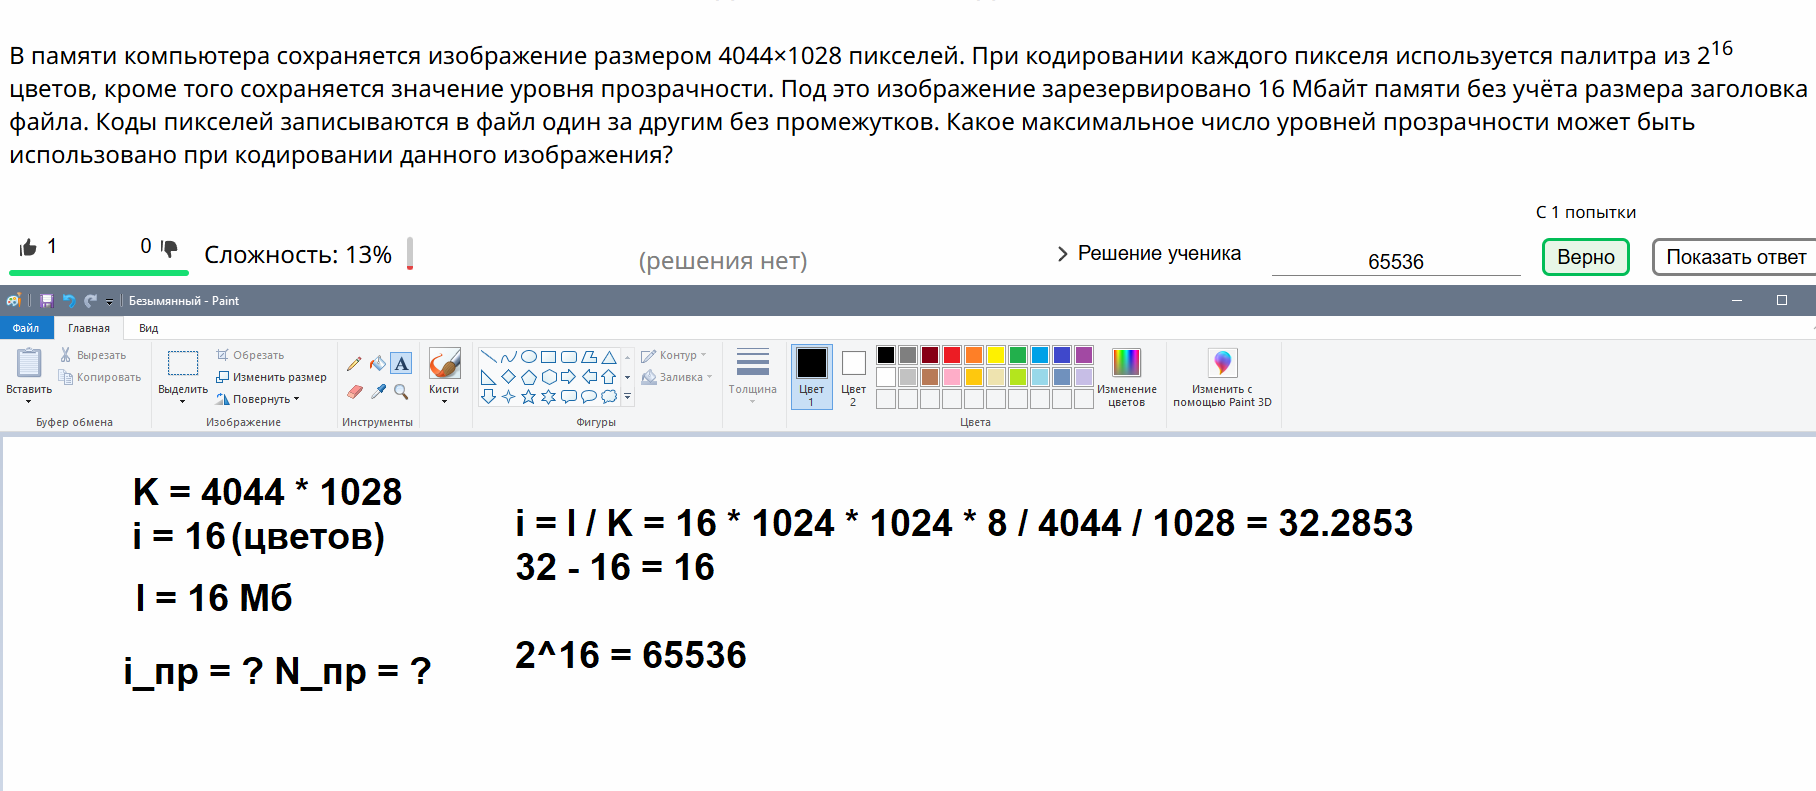 В памяти компьютера сохраняется изображение размером 4044×1028 пикселей. При кодировании каждого пикселя используется палитра из 2^16
цветов, кроме того сохраняется значение уровня прозрачности. Под это изображение зарезервировано 16 Мбайт памяти без учёта размера заголовка
файла. Коды пикселей записываются в файл один за другим без промежутков. Какое максимальное число уровней прозрачности может быть
использовано при кодировании данного изображения?
С 1 попытки
1 0 Сложность: 13% (решения нет) Решение ученика 65536 Верно Показать ответ
Безымянный - Paint
Файл Главная Вид
Вставить
Вырезать
Копировать
Буфер обмена
Выделить
Обрезать
Изменить размер
Повернуть
Изображение
A
Инструменты
Кисти
Контур
Заливка
Фигуры
Толщина
Цвет
1
Цвет
2
Изменение
цветов
Цвета
Изменить с
помощью Paint 3D
K = 4044 * 1028
i = 16 (цветов)
I = 16 Мб
i_пр = ? N_пр = ?
i = I / K = 16 * 1024 * 1024 * 8 / 4044 / 1028 = 32.2853
32 - 16 = 16
2^16 = 65536